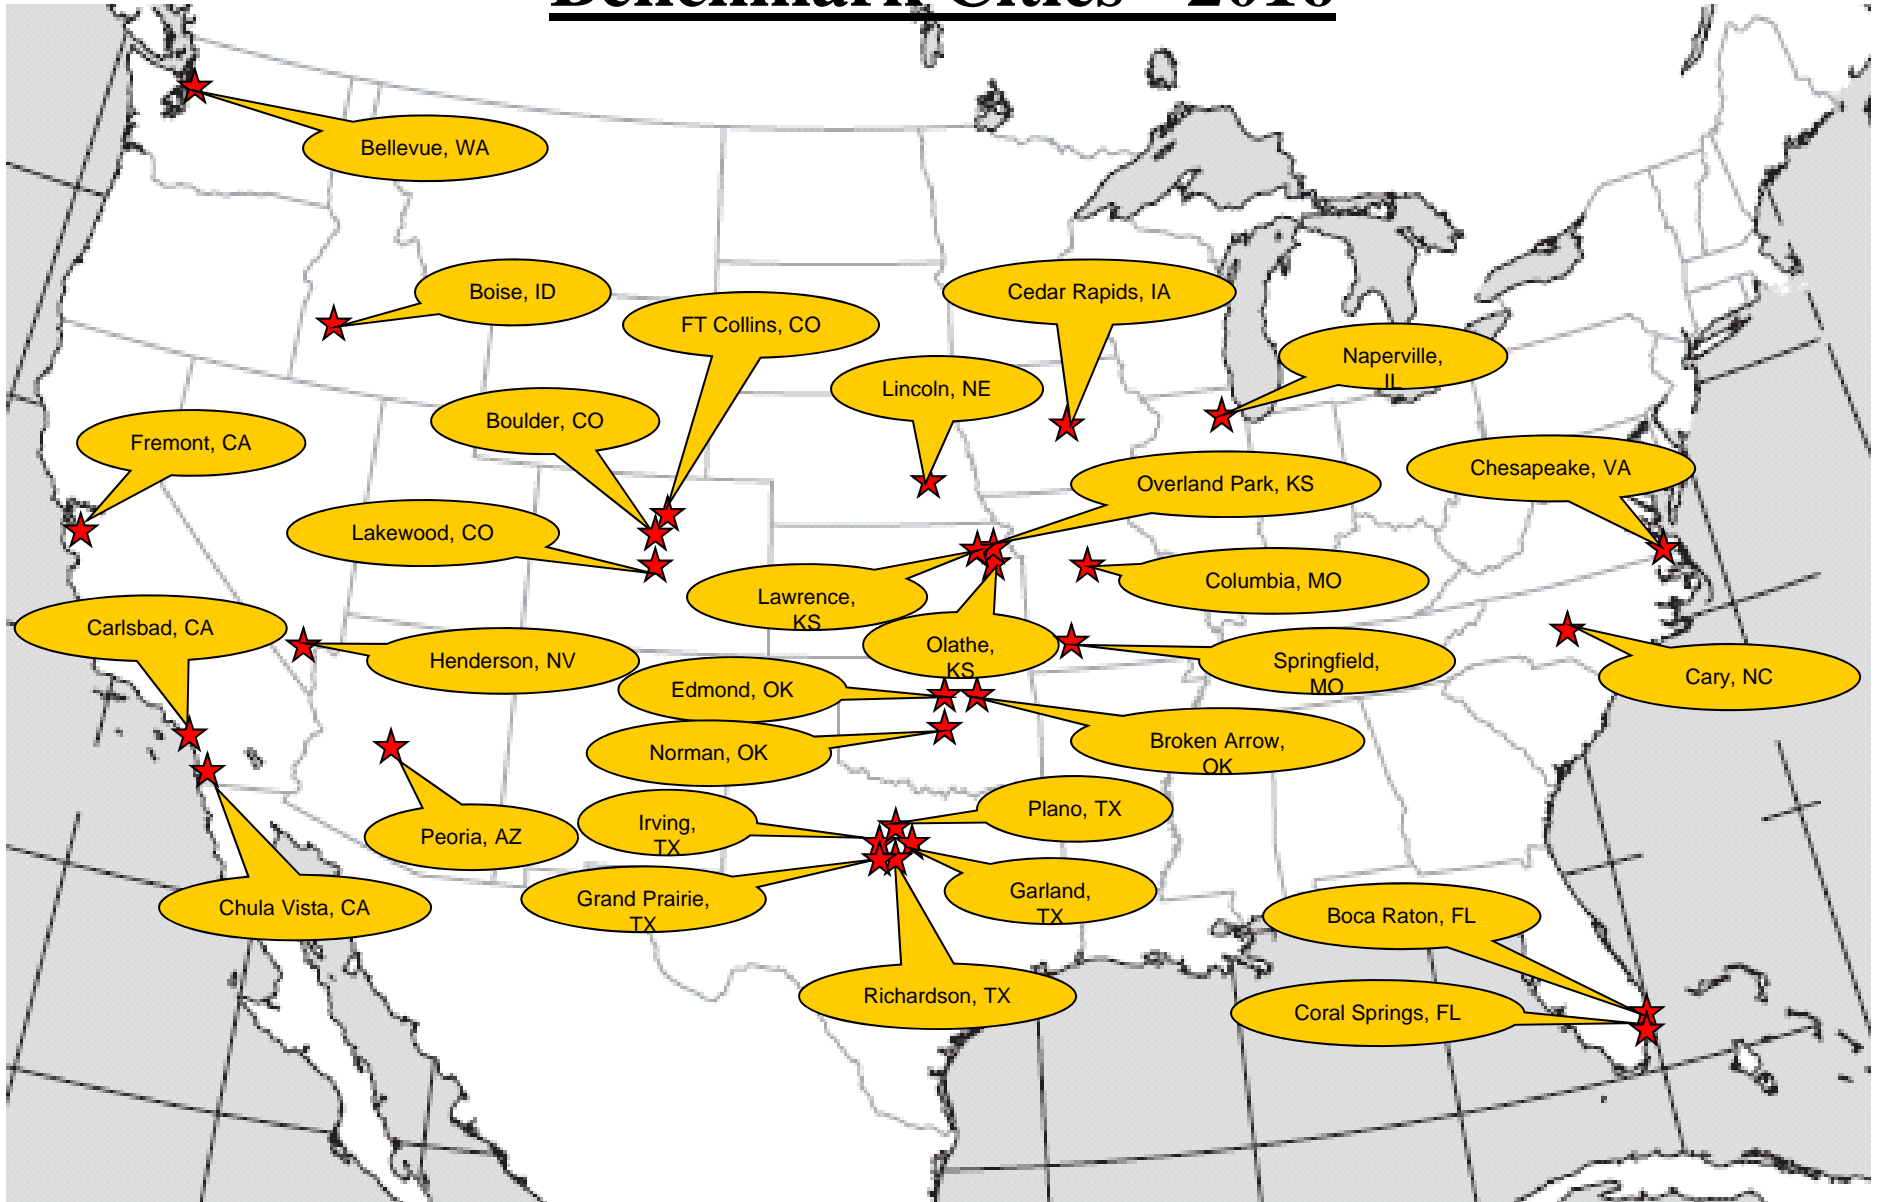 Benchmark Cities - 2016
Bellevue, WA
Boise, ID
Cedar Rapids, IA
FT Collins, CO
Naperville,
IL
Lincoln, NE
Boulder, CO
Fremont, CA
Chesapeake, VA
Overland Park, KS
Lakewood, CO
Columbia, MO
Lawrence,
KS
Carlsbad, CA
Olathe,
KS
Henderson, NV
Springfield,
MO
Cary, NC
Edmond, OK
Broken Arrow,
OK
Norman, OK
Plano, TX
Irving,
TX
Peoria, AZ
Garland,
TX
Grand Prairie,
TX
Chula Vista, CA
Boca Raton, FL
Richardson, TX
Coral Springs, FL